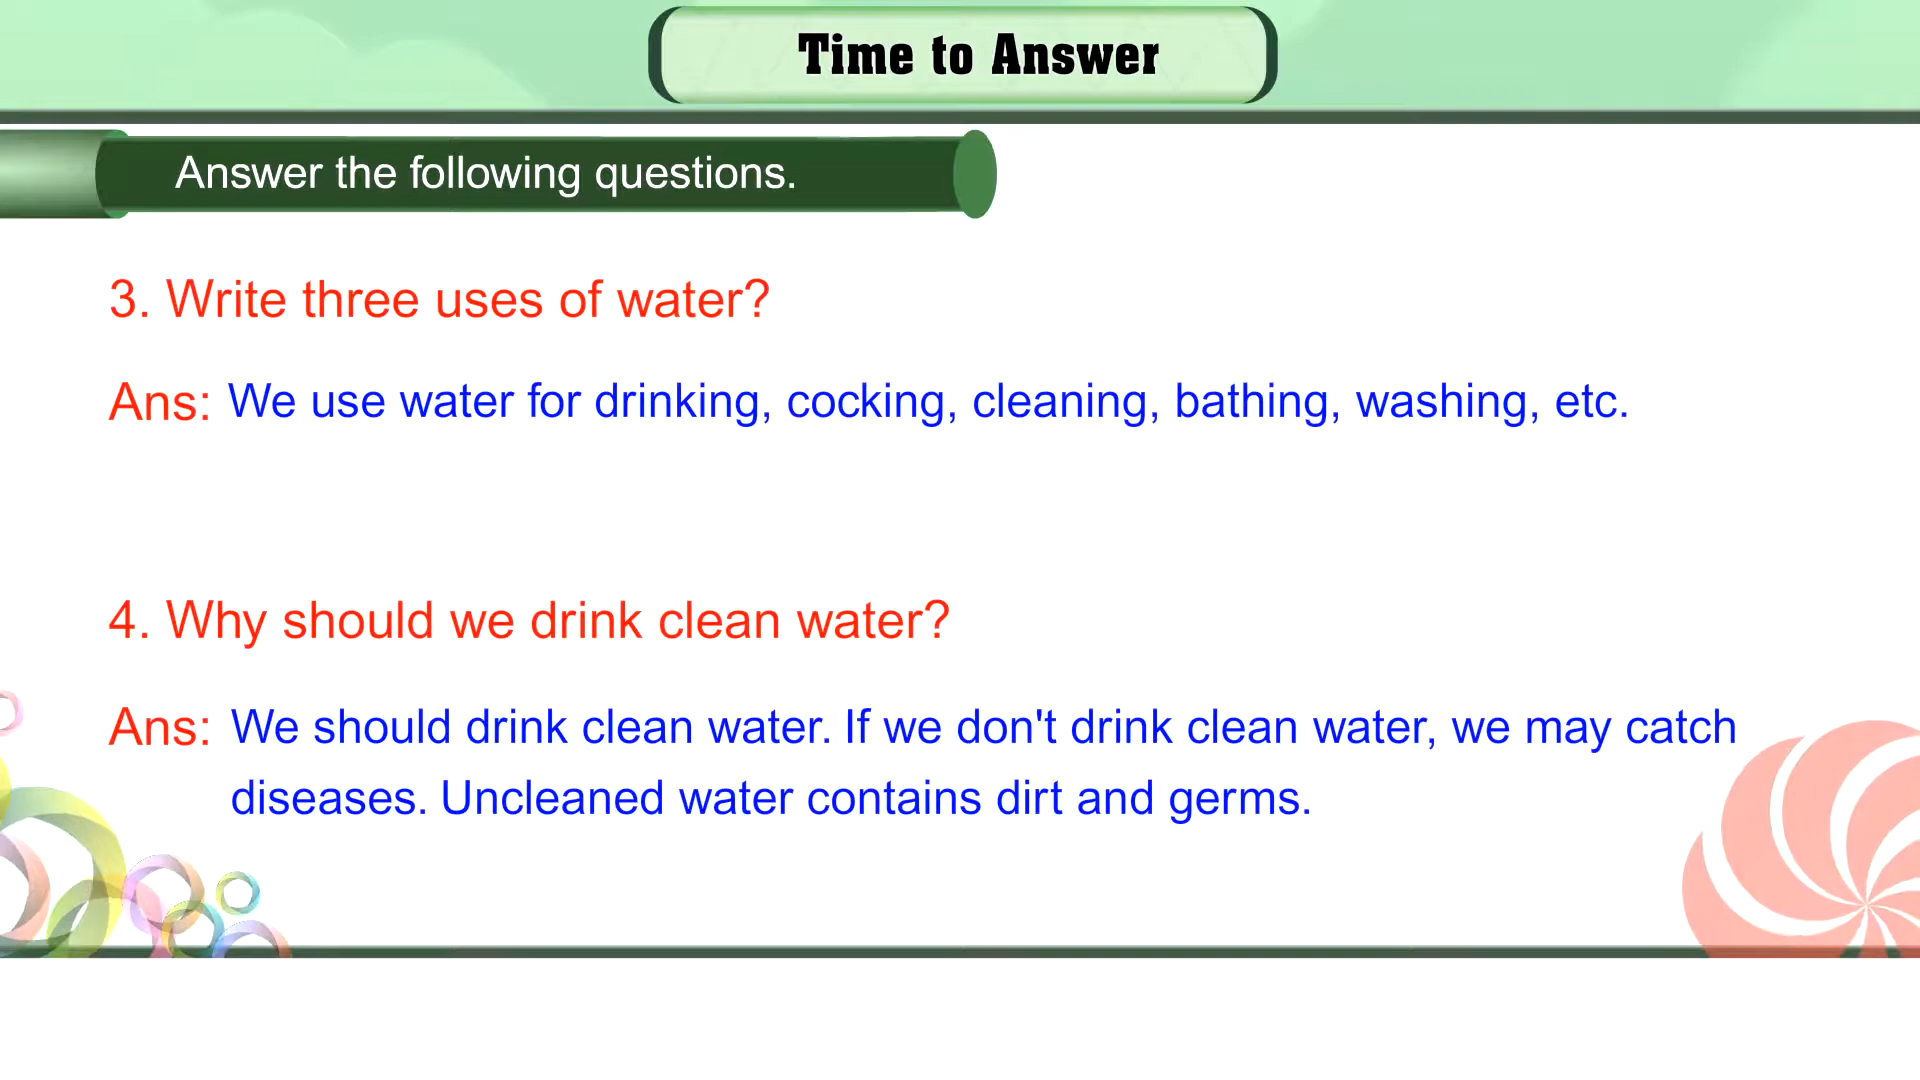 Time to Answer
Answer the following questions.
3. Write three uses of water?
Ans: We use water for drinking, cocking, cleaning, bathing, washing, etc.
4. Why should we drink clean water?
Ans: We should drink clean water. If we don't drink clean water, we may catch
diseases. Uncleaned water contains dirt and germs.